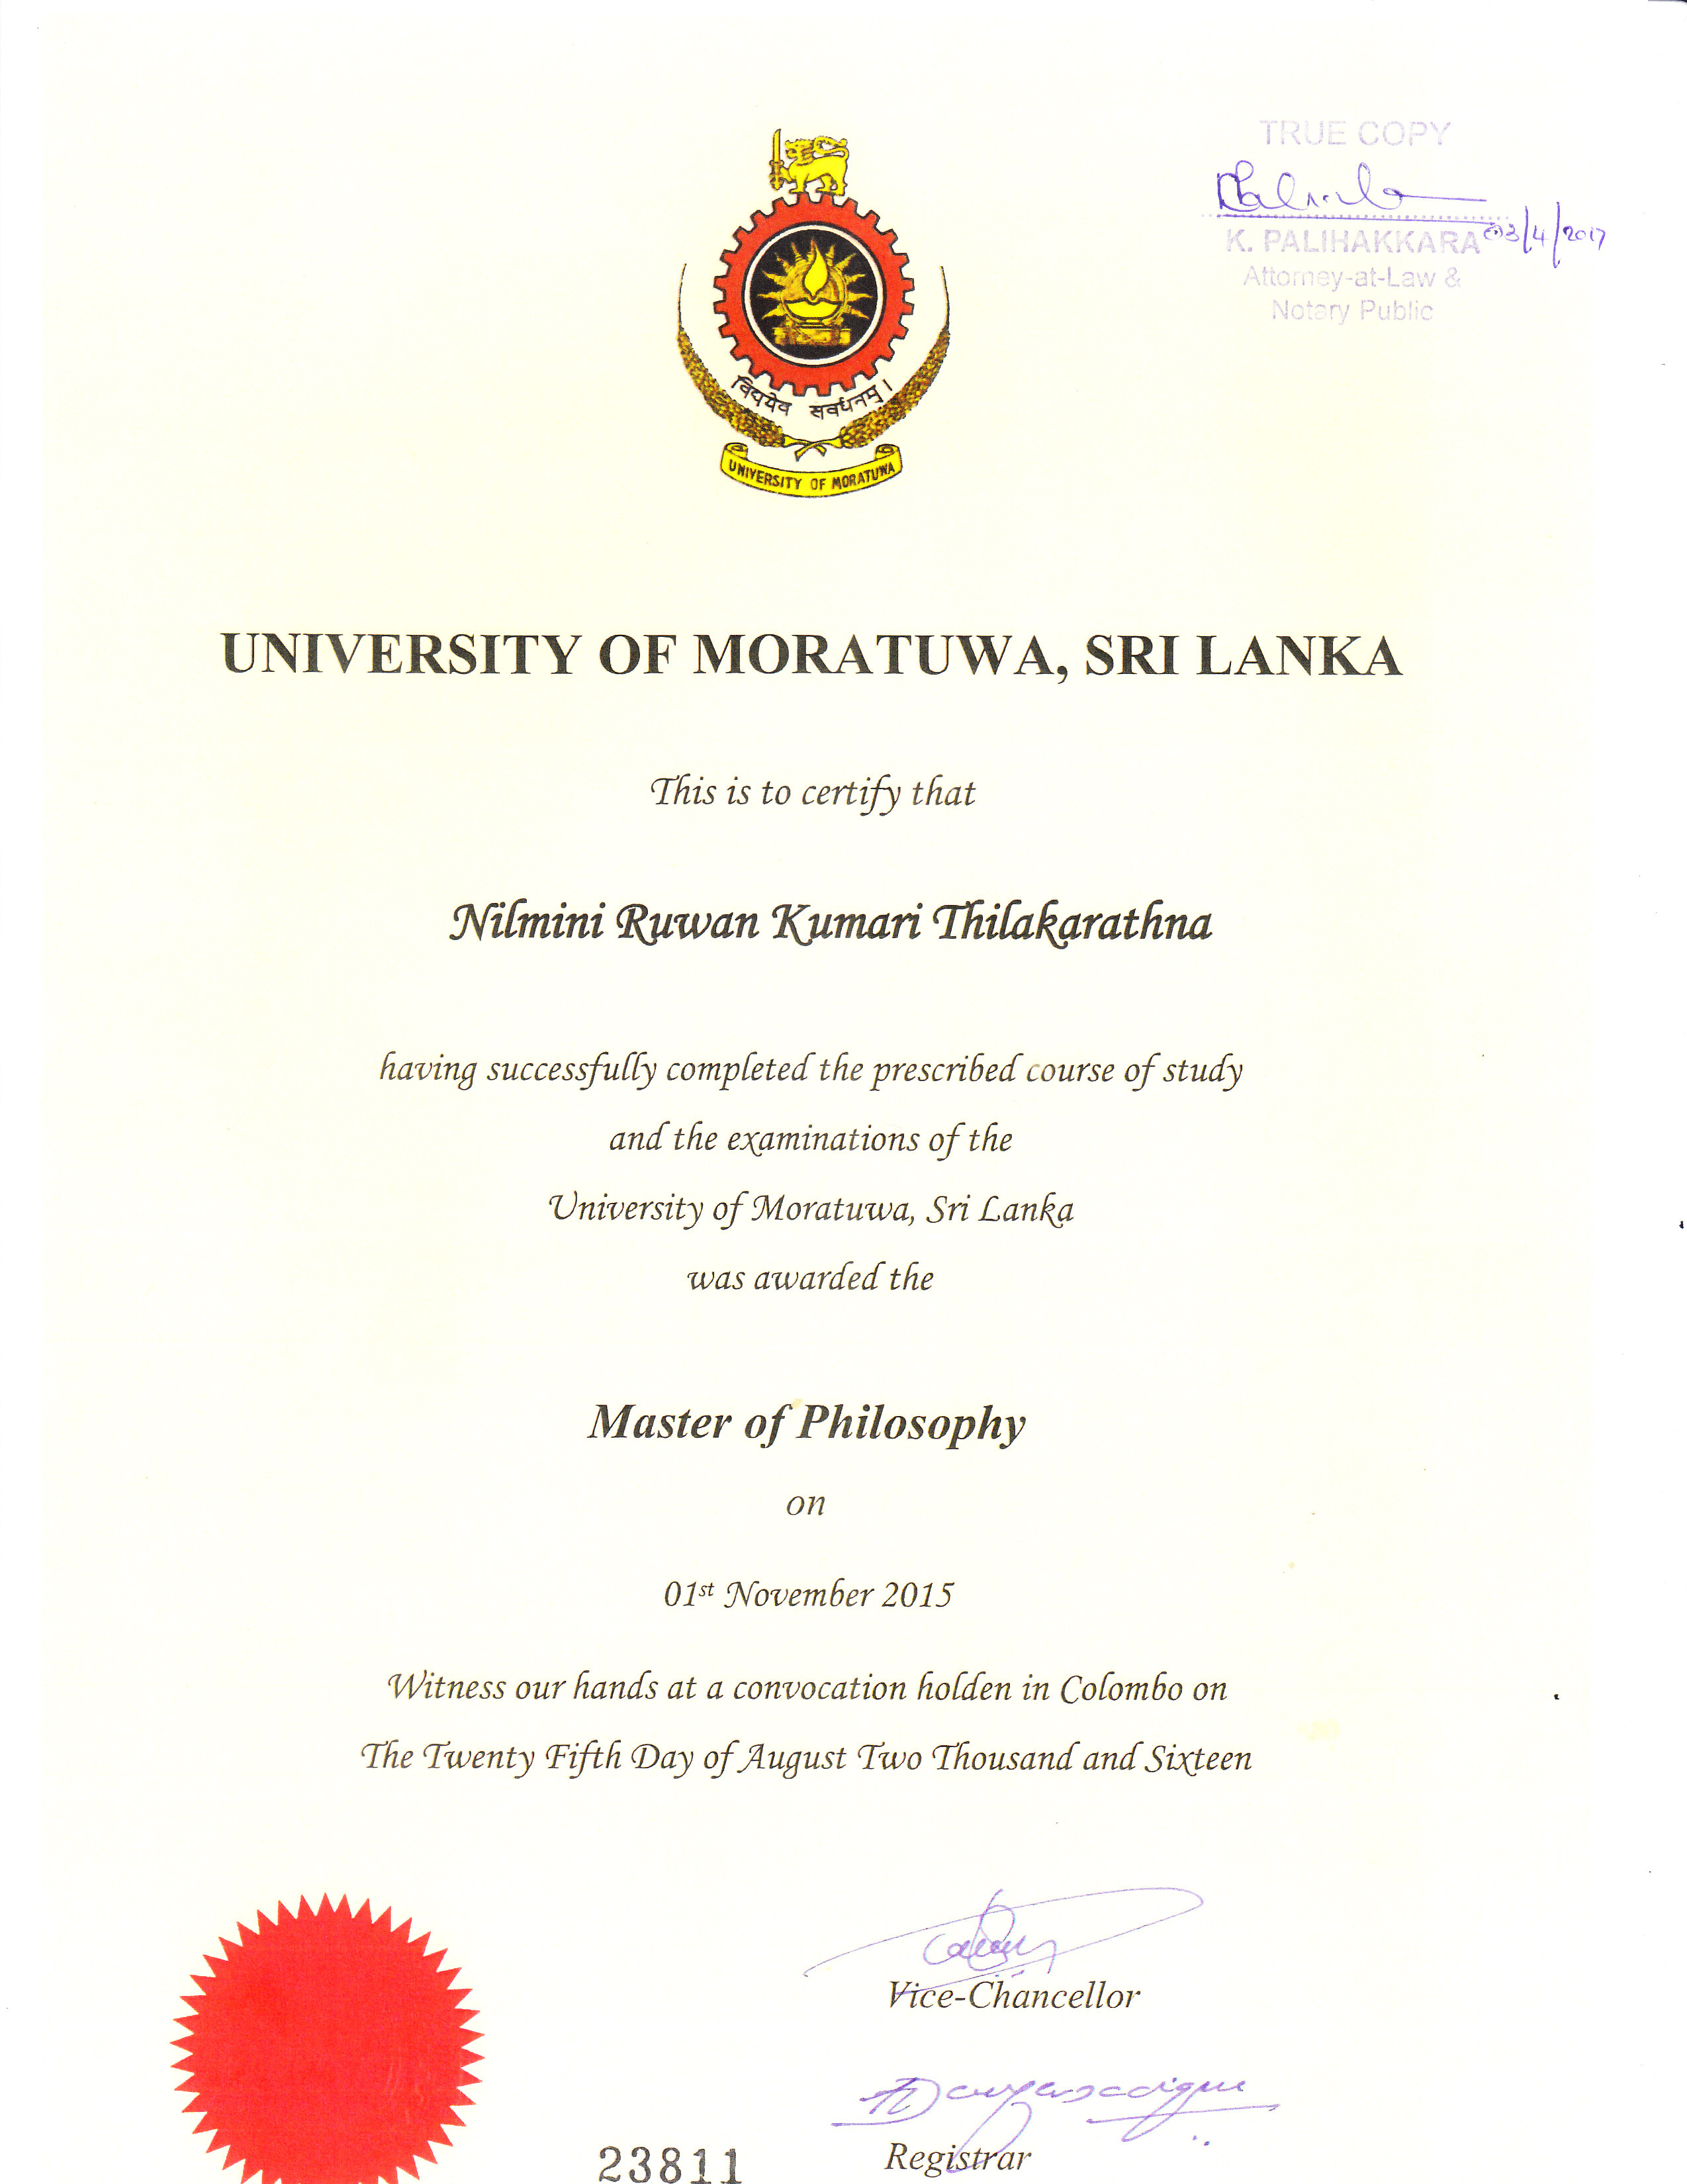 TRUE COPY
K. PALIHAKKARA 03/4/2017
Attorney-at-Law &
Notary Public
विद्ययैव सर्वधनम् ।
UNIVERSITY OF MORATUWA
UNIVERSITY OF MORATUWA, SRI LANKA
This is to certify that
Nilmini Ruwan Kumari Thilakarathna
having successfully completed the prescribed course of study
and the examinations of the
University of Moratuwa, Sri Lanka
was awarded the
Master of Philosophy
on
01st November 2015
Witness our hands at a convocation holden in Colombo on
The Twenty Fifth Day of August Two Thousand and Sixteen
Vice-Chancellor
Registrar
23811